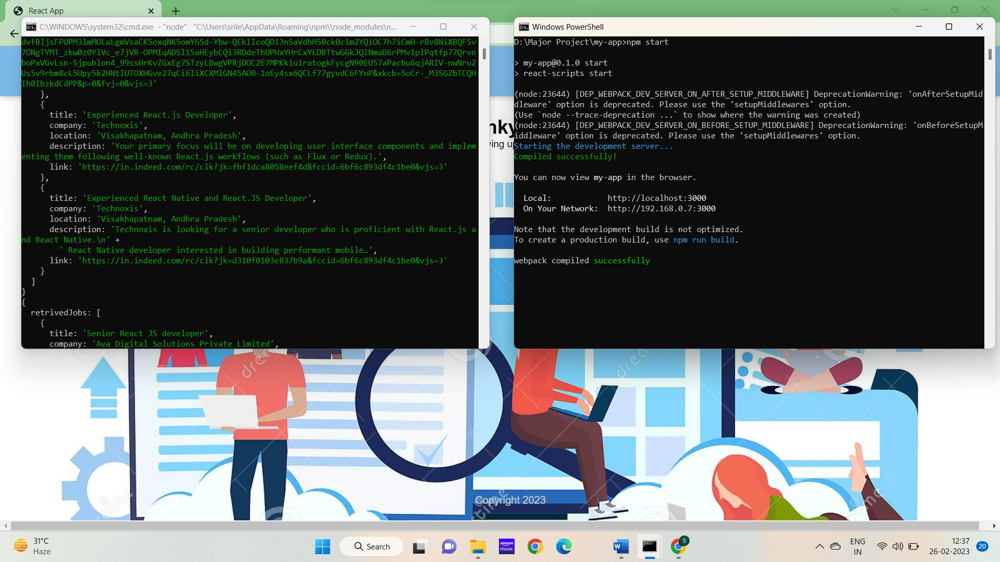 React App
C:\WINDOWS\system32\cmd.exe - "node" "C:\Users\srile\AppData\Roaming\npm\\node_modules\n...
dvfBljsFPUPM3lmMOLaLgmVsaCK5oxqNK5omY6Sd-Ybw-QEkIIcoQD13nSaVdhH50ck0c1m2YQiOC7h7iCmH-rBv8NiXBQF5v
7ONgTYMT_zkw0z0YlVc_e7jVR-OPMIqADSl15aHEybCQi3RDdeThUPHxYHrCxYLDBTtwGGkJQINmaD6rPMv1plPqtfp77Qrvn
boPxVGvLsn-Sjpublon4_99ssHrKvZGxEg7STzyLBwgVPRjDOC2E7MPKk1u1ratogkFycgN90EU57aPacbu6qjARIV-nwNru2
Us5v9rbm8cL5Upy5k2HNtIUTOXHGve27qCi6IiXCXMlGN45AO0-1oEy4sx6QCLf77gyvdC6FYnP&xkcb=SoCr-_M3SGZbTCQH
Ih0IbzkdCdPP&p=0&fvj=0&vjs=3'
},
{
title: 'Experienced React.js Developer',
company: 'Technoxis',
location: 'Visakhapatnam, Andhra Pradesh',
description: 'Your primary focus will be on developing user interface components and implem
enting them following well-known React.js workflows (such as Flux or Redux).',
link: 'https://in.indeed.com/rc/clk?jk=fbf1dca8058eef4d&fccid=6bf6c893df4c1be0&vjs=3'
},
{
title: 'Experienced React Native and React.JS Developer',
company: 'Technoxis',
location: 'Visakhapatnam, Andhra Pradesh',
description: 'Technoxis is looking for a senior developer who is proficient with React.js a
nd React Native.\n' +
' React Native developer interested in building performant mobile…',
link: 'https://in.indeed.com/rc/clk?jk=d310f0103e837b9a&fccid=6bf6c893df4c1be0&vjs=3'
}
]
}
{
retrivedJobs: [
{
title: 'Senior React JS developer',
company: 'Ava Digital Solutions Private Limited',
Windows PowerShell
D:\Major Project\my-app>npm start
> my-app@0.1.0 start
> react-scripts start
(node:23644) [DEP_WEBPACK_DEV_SERVER_ON_AFTER_SETUP_MIDDLEWARE] DeprecationWarning: 'onAfterSetupMid
dleware' option is deprecated. Please use the 'setupMiddlewares' option.
(Use `node --trace-deprecation ...` to show where the warning was created)
(node:23644) [DEP_WEBPACK_DEV_SERVER_ON_BEFORE_SETUP_MIDDLEWARE] DeprecationWarning: 'onBeforeSetupM
iddleware' option is deprecated. Please use the 'setupMiddlewares' option.
Starting the development server...
Compiled successfully!
You can now view my-app in the browser.
Local: http://localhost:3000
On Your Network: http://192.168.0.7:3000
Note that the development build is not optimized.
To create a production build, use npm run build.
webpack compiled successfully
Copyright 2023
31°C
Haze
Search
amazon music
S
ENG
IN
12:37
26-02-2023
20